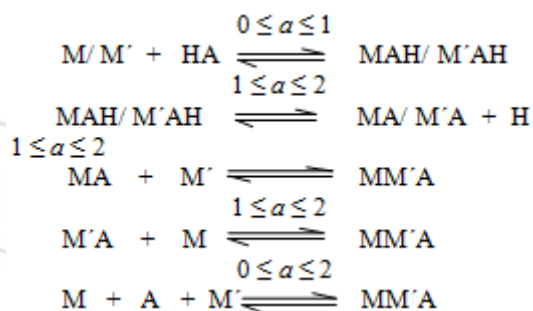 0 ≤ a ≤ 1
M/ M´ + HA ⇌ MAH/ M´AH
1 ≤ a ≤ 2
MAH/ M´AH ⇌ MA/ M´A + H
1 ≤ a ≤ 2
MA + M´ ⇌ MM´A
1 ≤ a ≤ 2
M´A + M ⇌ MM´A
0 ≤ a ≤ 2
M + A + M´ ⇌ MM´A